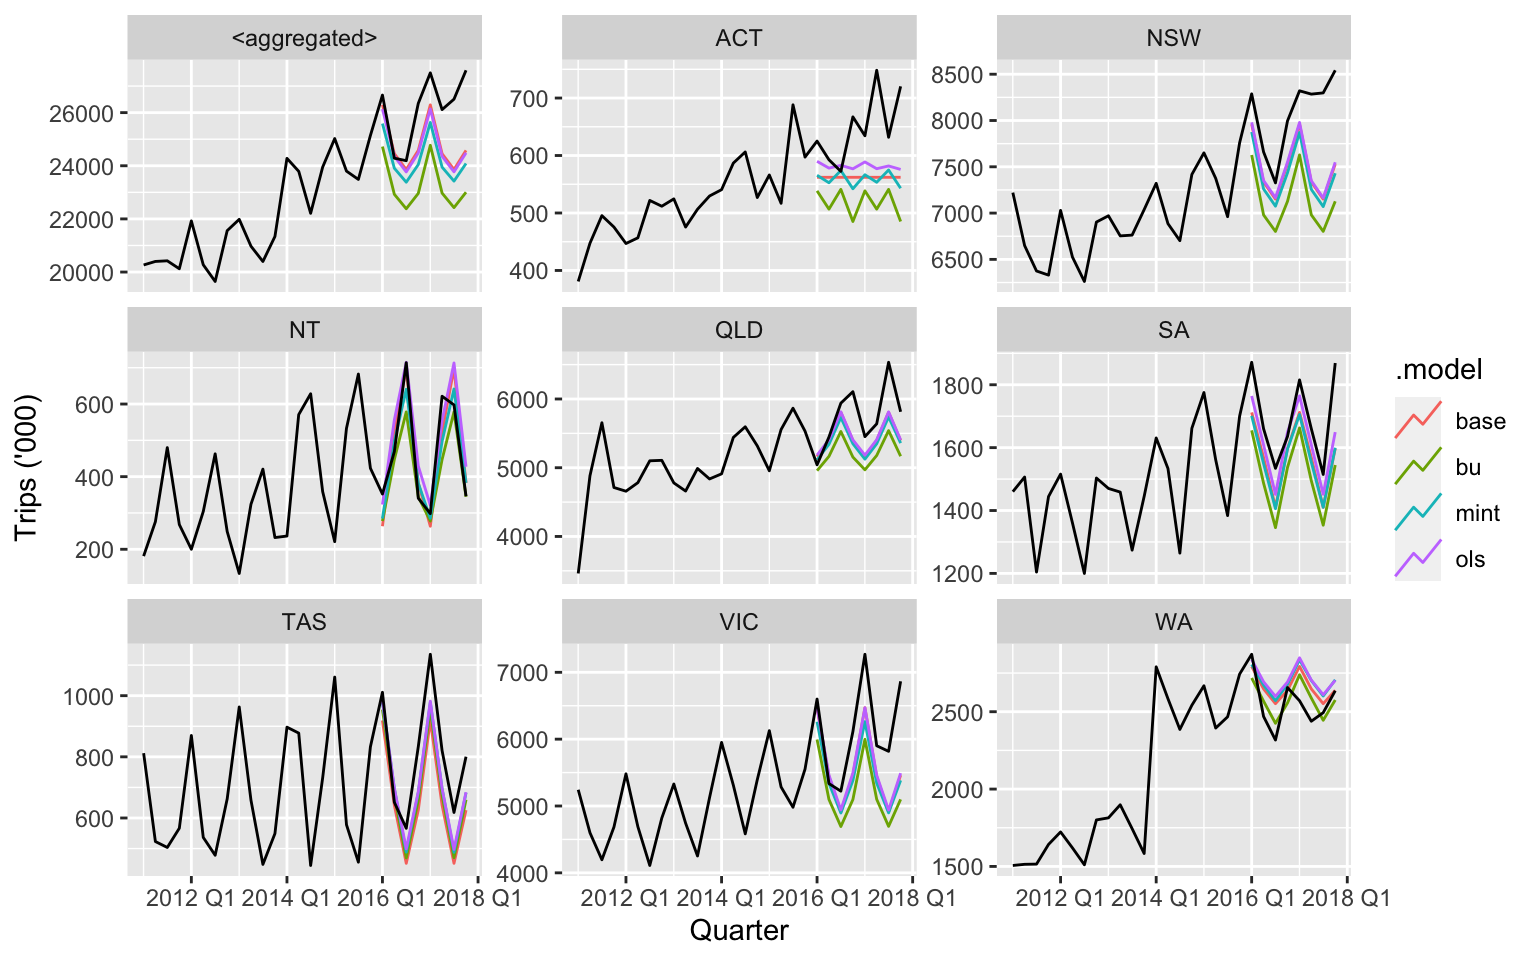 <aggregated> ACT NSW
26000
24000
22000
20000
700
600
500
400
8500
8000
7500
7000
6500
NT QLD SA
600
400
200
6000
5000
4000
1800
1600
1400
1200
TAS VIC WA
1000
800
600
7000
6000
5000
4000
2500
2000
1500
2012 Q1 2014 Q1 2016 Q1 2018 Q1
2012 Q1 2014 Q1 2016 Q1 2018 Q1
2012 Q1 2014 Q1 2016 Q1 2018 Q1
Trips ('000)
Quarter
.model
base
bu
mint
ols